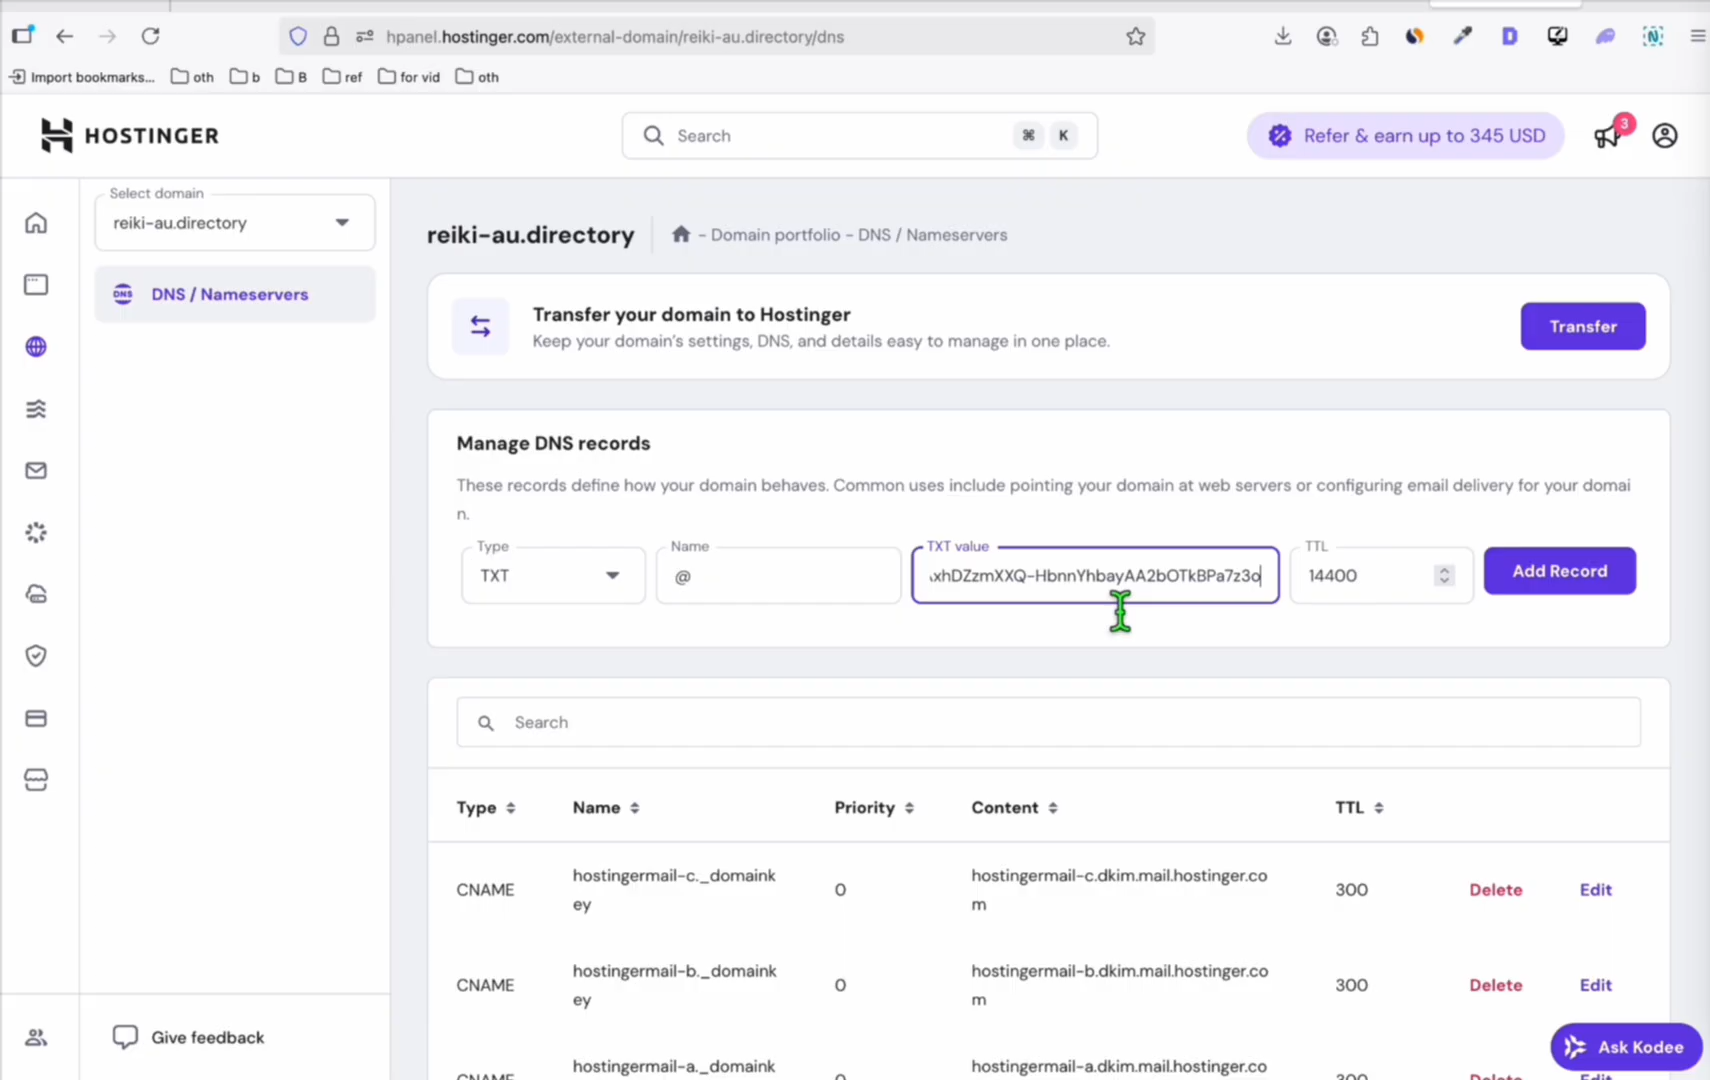 hpanel.hostinger.com/external-domain/reiki-au.directory/dns
Import bookmarks... oth b B ref for vid oth
HOSTINGER
Search ⌘ K
Refer & earn up to 345 USD
3
Select domain
reiki-au.directory
DNS DNS / Nameservers
reiki-au.directory - Domain portfolio - DNS / Nameservers
Transfer your domain to Hostinger
Keep your domain's settings, DNS, and details easy to manage in one place.
Transfer
Manage DNS records
These records define how your domain behaves. Common uses include pointing your domain at web servers or configuring email delivery for your domai
n.
Type Name TXT value TTL
TXT @ xhDZzmXXQ-HbnnYhbayAA2bOTkBPa7z3o 14400 Add Record
Search
Type Name Priority Content TTL
CNAME hostingermail-c._domaink
ey 0 hostingermail-c.dkim.mail.hostinger.co
m 300 Delete Edit
CNAME hostingermail-b._domaink
ey 0 hostingermail-b.dkim.mail.hostinger.co
m 300 Delete Edit
CNAME hostingermail-a._domaink 0 hostingermail-a.dkim.mail.hostinger.co 300 Delete Edit
Give feedback
Ask Kodee